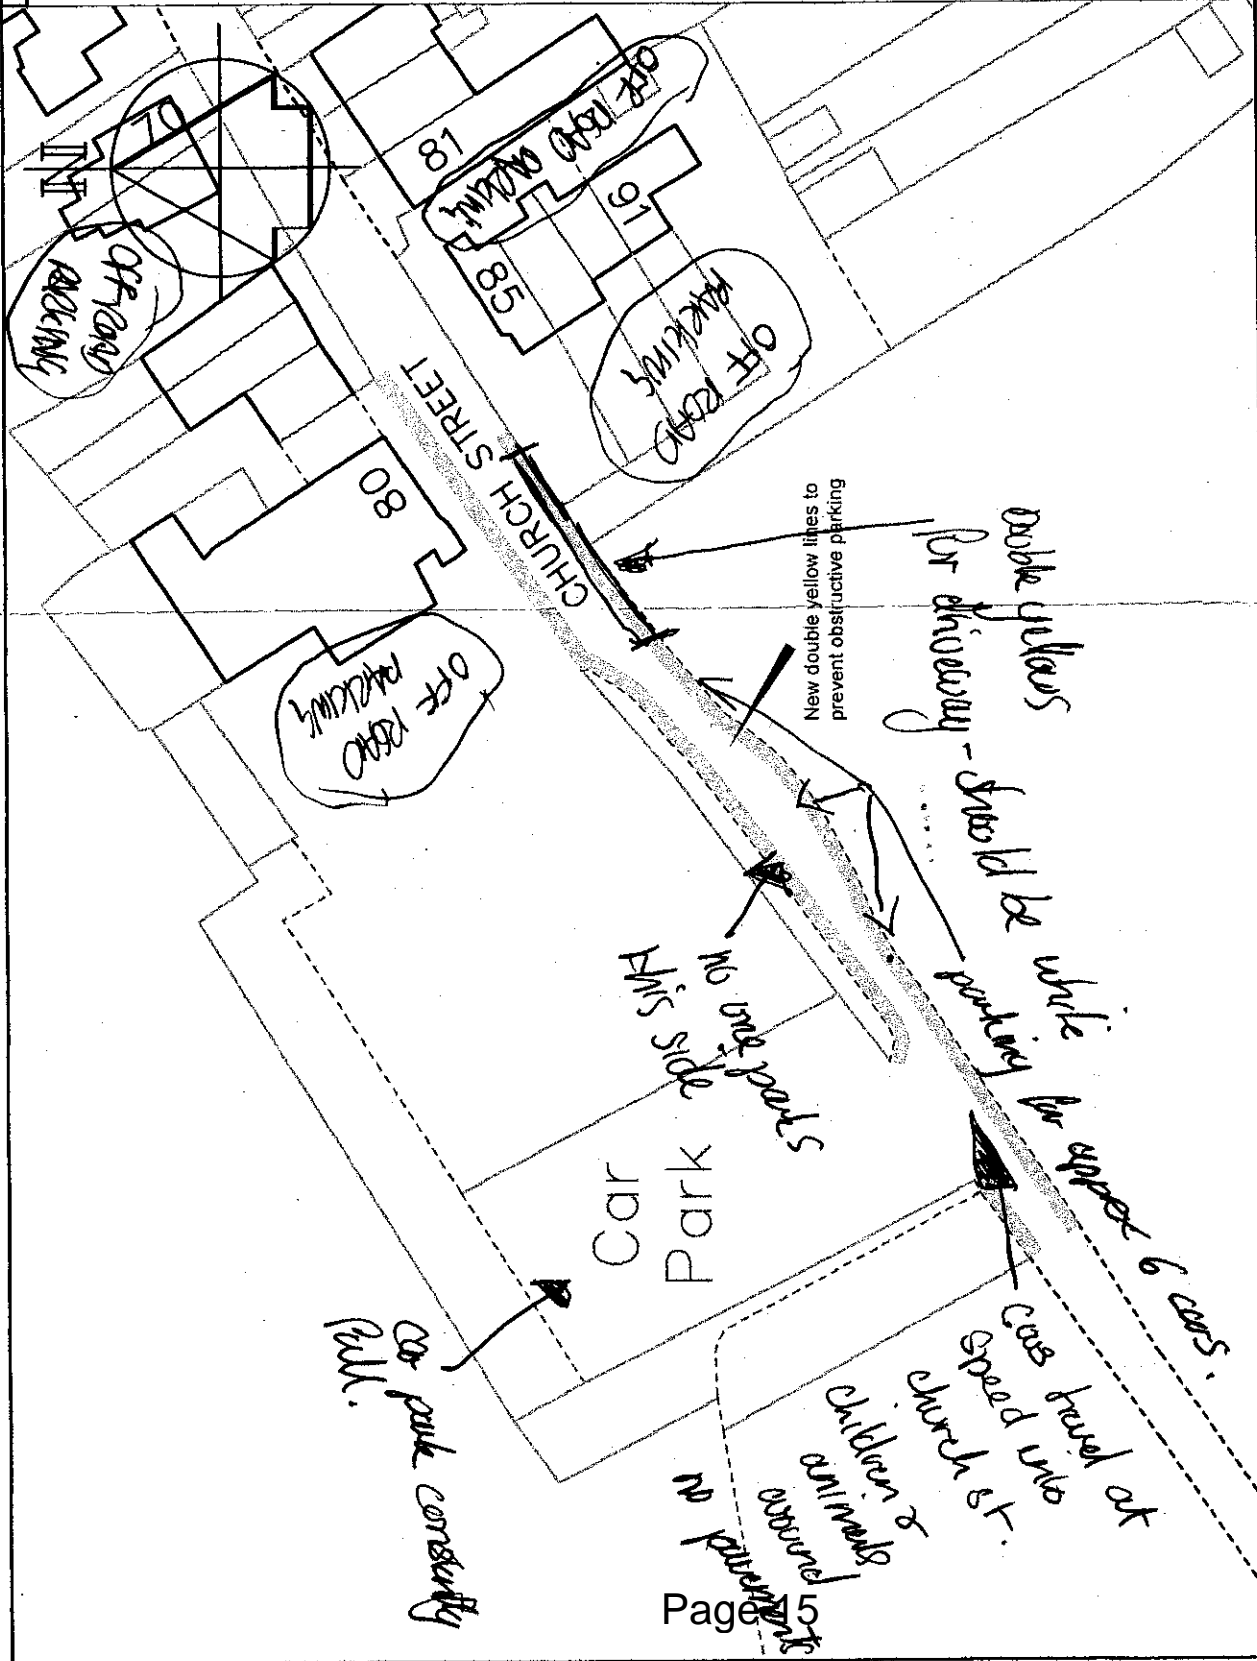 N
70
81
OFF ROAD
PARKING
91
85
OFF ROAD
PARKING
OFF ROAD
PARKING
CHURCH STREET
80
OFF ROAD
PARKING
New double yellow lines to
prevent obstructive parking
double yellows
for driveway - should be white
parking for appox 6 cars.
no one parks
this side
Car
Park
cars travel at
speed into
church st.
children &
animals
around
no pavements
car park constantly
full.
Page 15